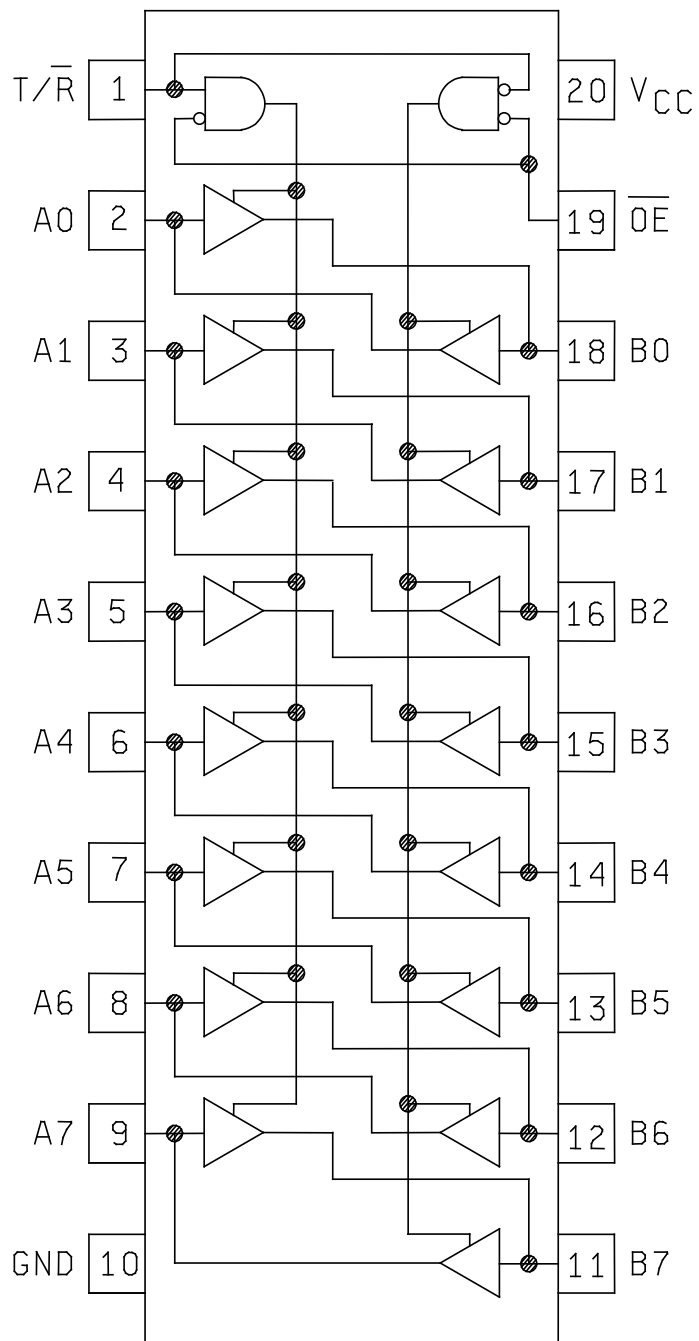 T/R̅ 1 20 VCC
A0 2 19 O̅E̅
A1 3 18 B0
A2 4 17 B1
A3 5 16 B2
A4 6 15 B3
A5 7 14 B4
A6 8 13 B5
A7 9 12 B6
GND 10 11 B7